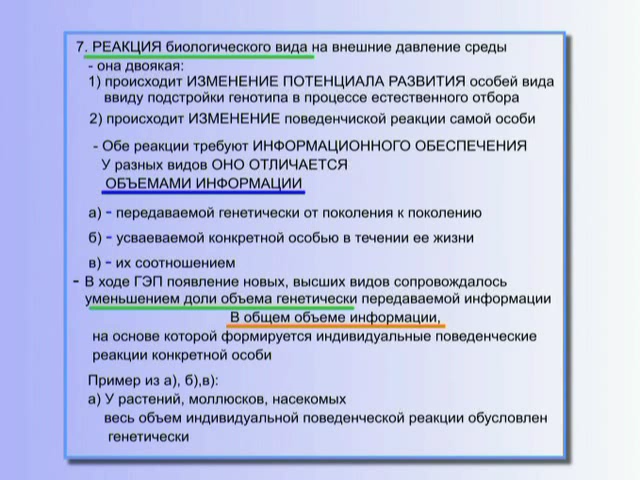 7. РЕАКЦИЯ биологического вида на внешние давление среды
- она двоякая:
1) происходит ИЗМЕНЕНИЕ ПОТЕНЦИАЛА РАЗВИТИЯ особей вида
ввиду подстройки генотипа в процессе естественного отбора
2) происходит ИЗМЕНЕНИЕ поведенчиской реакции самой особи
- Обе реакции требуют ИНФОРМАЦИОННОГО ОБЕСПЕЧЕНИЯ
У разных видов ОНО ОТЛИЧАЕТСЯ
ОБЪЕМАМИ ИНФОРМАЦИИ
а) - передаваемой генетически от поколения к поколению
б) - усваеваемой конкретной особью в течении ее жизни
в) - их соотношением
- В ходе ГЭП появление новых, высших видов сопровождалось
уменьшением доли объема генетически передаваемой информации
В общем объеме информации,
на основе которой формируется индивидуальные поведенческие
реакции конкретной особи
Пример из а), б),в):
а) У растений, моллюсков, насекомых
весь объем индивидуальной поведенческой реакции обусловлен
генетически